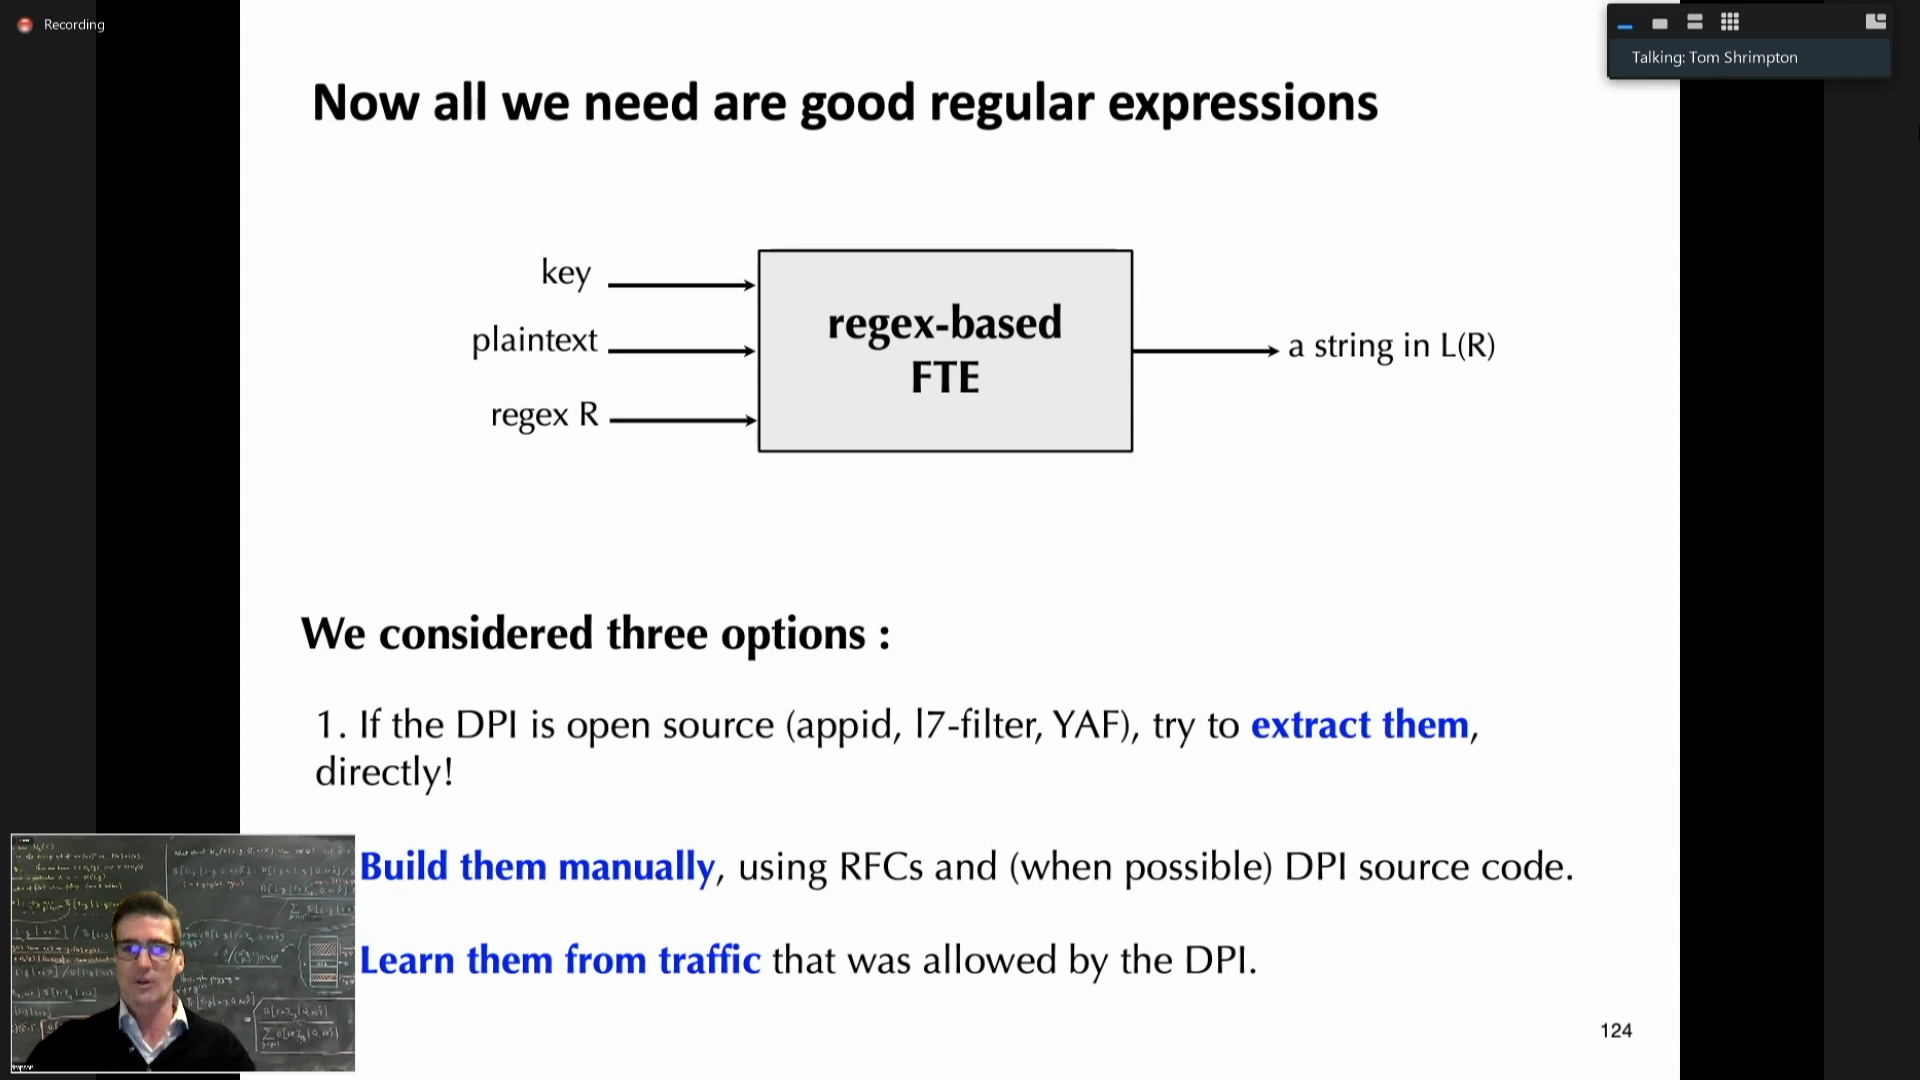 Recording
Talking: Tom Shrimpton
Now all we need are good regular expressions
key
plaintext
regex R
regex-based
FTE
a string in L(R)
We considered three options :
1. If the DPI is open source (appid, l7-filter, YAF), try to extract them,
directly!
Build them manually, using RFCs and (when possible) DPI source code.
Learn them from traffic that was allowed by the DPI.
124